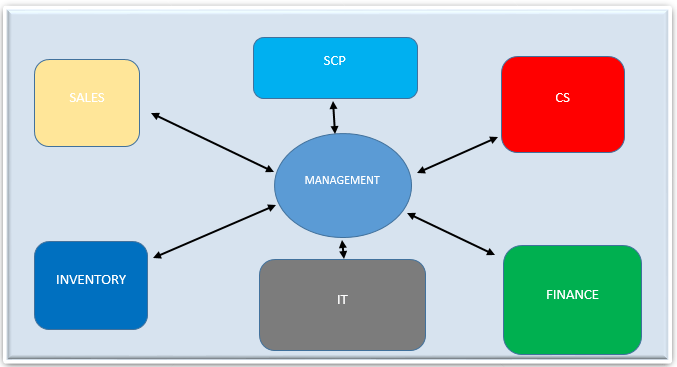 SCP
SALES
CS
MANAGEMENT
INVENTORY
IT
FINANCE